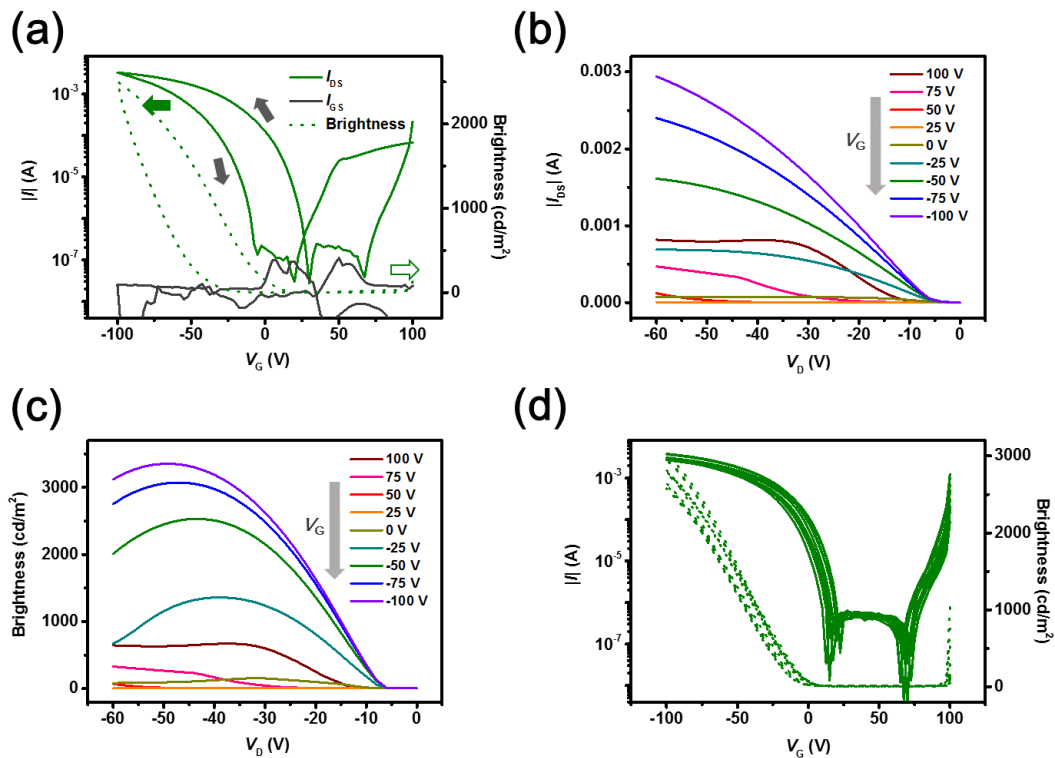 (a)
10⁻³
10⁻⁵
10⁻⁷
|I| (A)
-100 -50 0 50 100
V_G (V)
2000
1000
0
Brightness (cd/m²)
I_DS
I_GS
Brightness
(b)
0.003
0.002
0.001
0.000
|I_DS| (A)
-60 -50 -40 -30 -20 -10 0
V_D (V)
V_G
100 V
75 V
50 V
25 V
0 V
-25 V
-50 V
-75 V
-100 V
(c)
3000
2000
1000
0
Brightness (cd/m²)
-60 -50 -40 -30 -20 -10 0
V_D (V)
V_G
100 V
75 V
50 V
25 V
0 V
-25 V
-50 V
-75 V
-100 V
(d)
10⁻³
10⁻⁵
10⁻⁷
|I| (A)
-100 -50 0 50 100
V_G (V)
3000
2000
1000
0
Brightness (cd/m²)